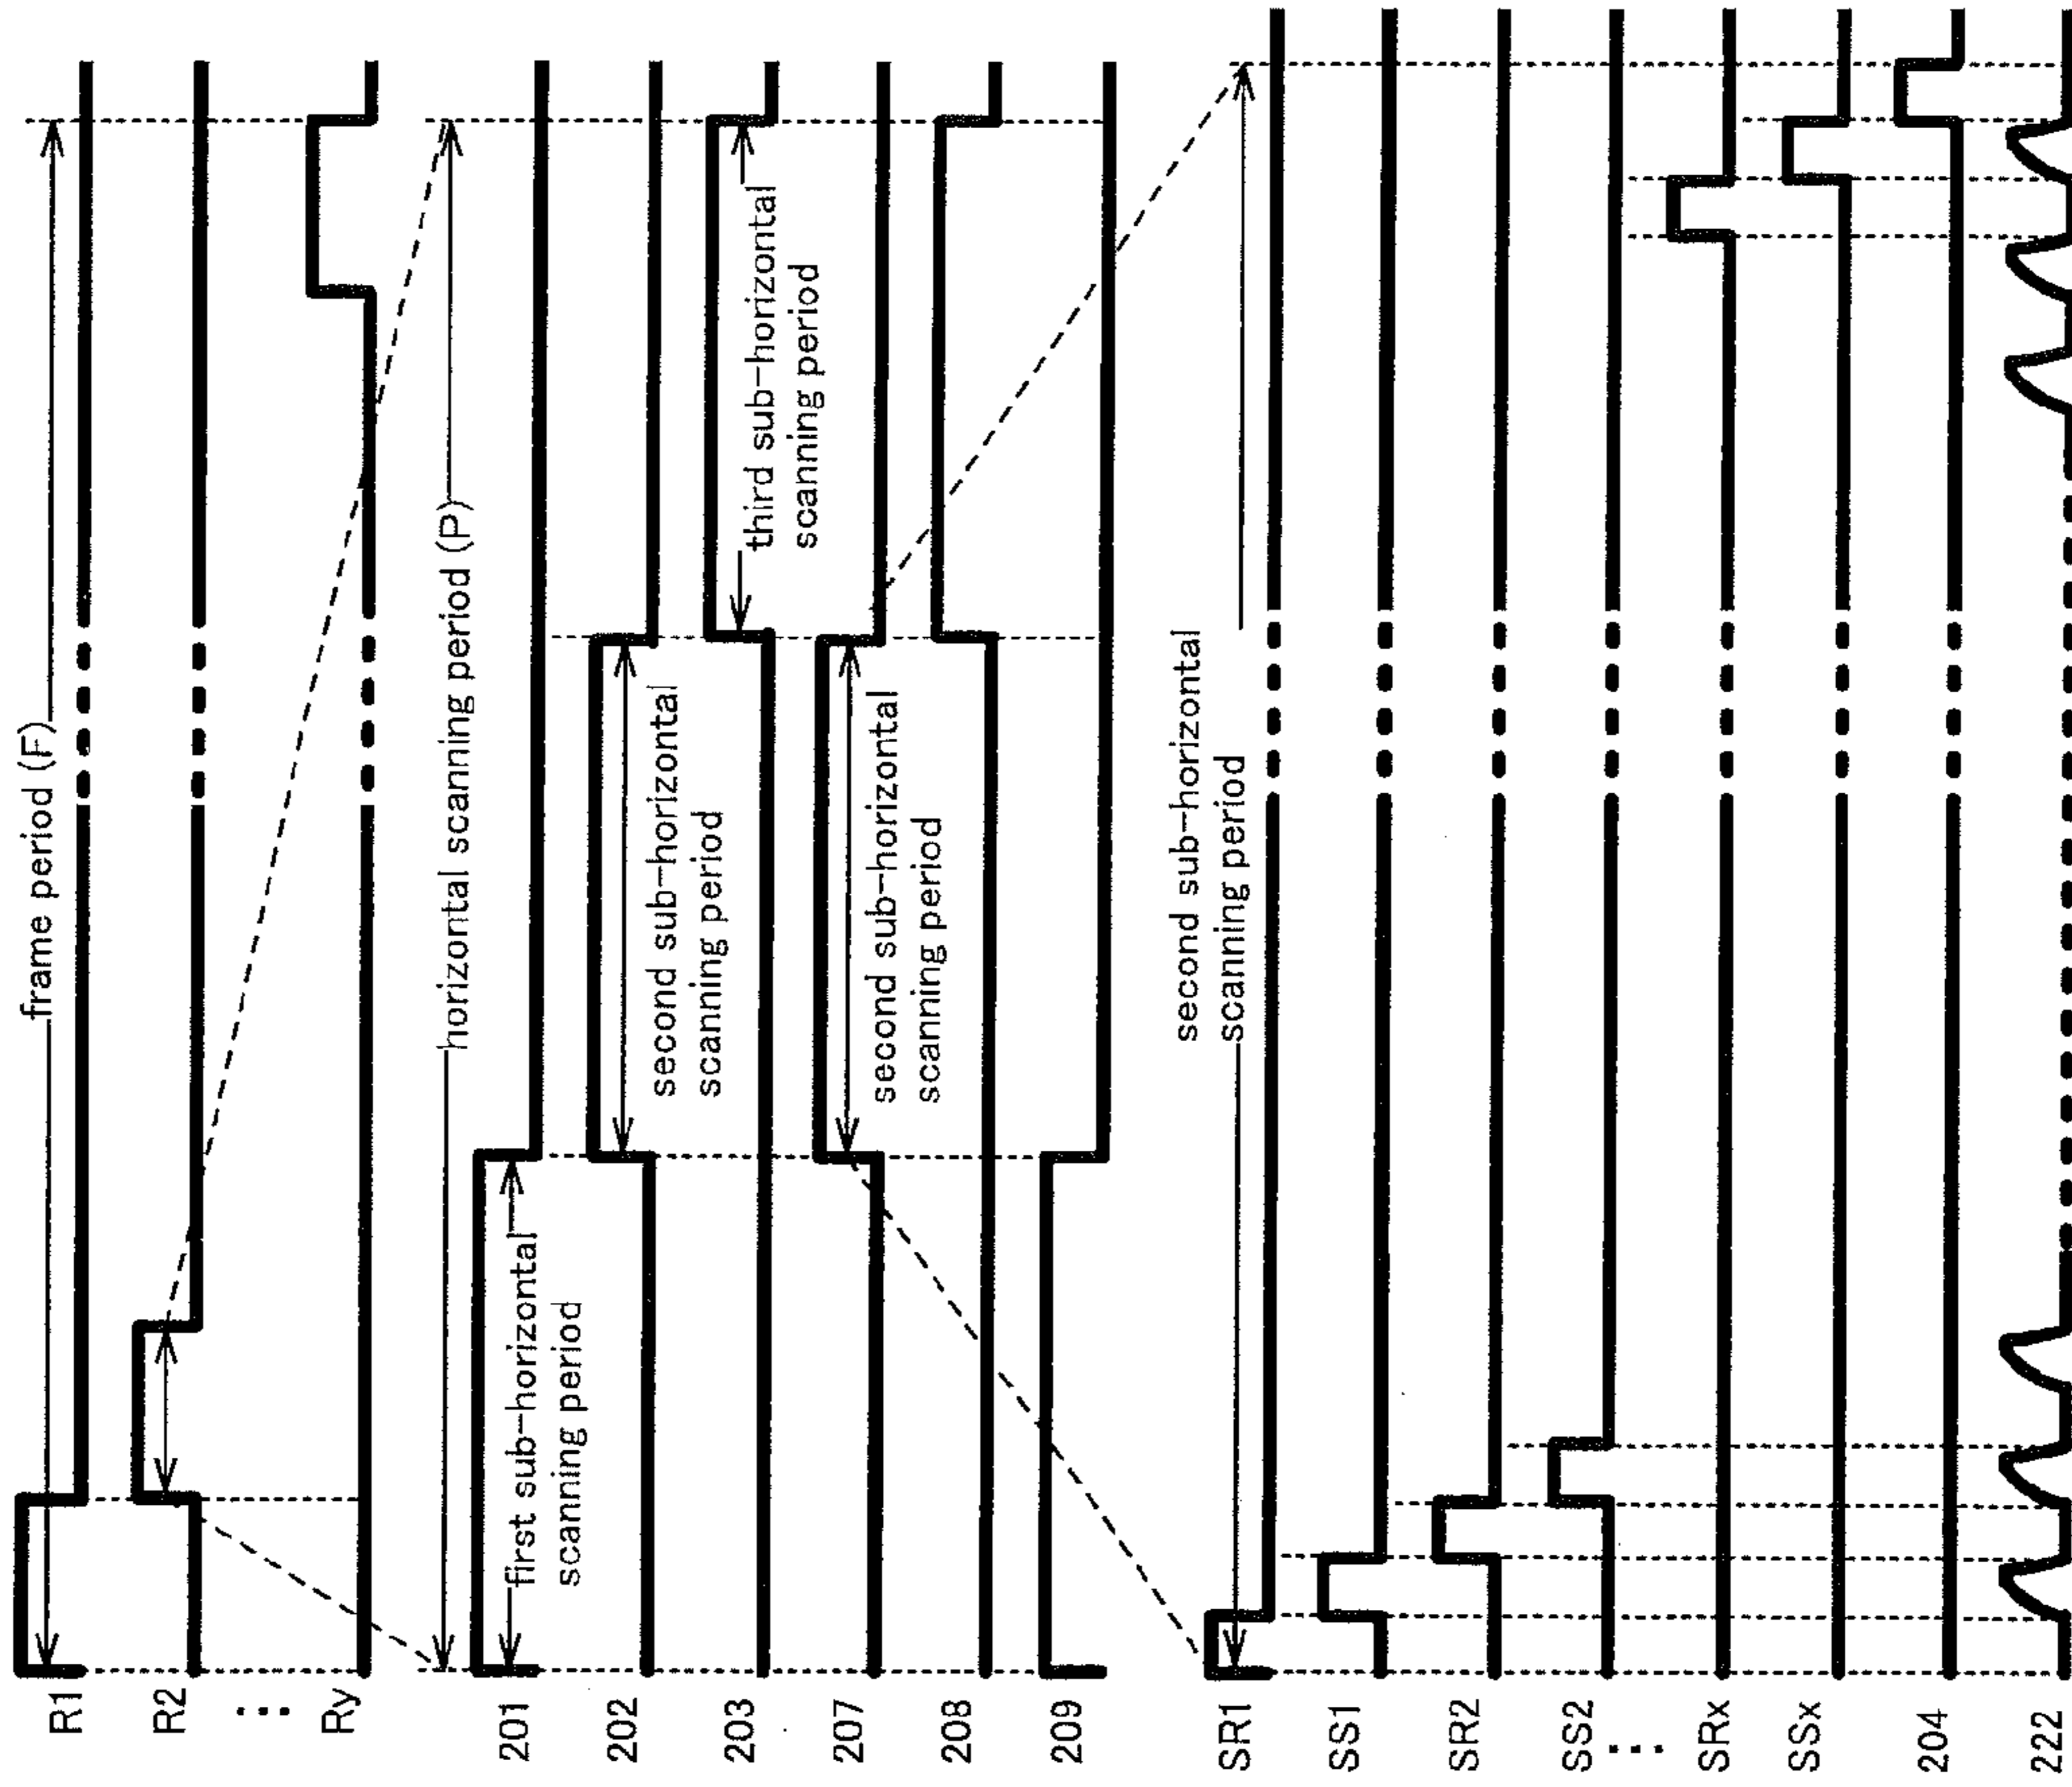 frame period (F)
R1
R2
⋮
Ry
horizontal scanning period (P)
201
first sub-horizontal
scanning period
202
second sub-horizontal
scanning period
203
third sub-horizontal
scanning period
207
second sub-horizontal
scanning period
208
209
second sub-horizontal
scanning period
SR1
SS1
SR2
SS2
⋮
SRx
SSx
204
222